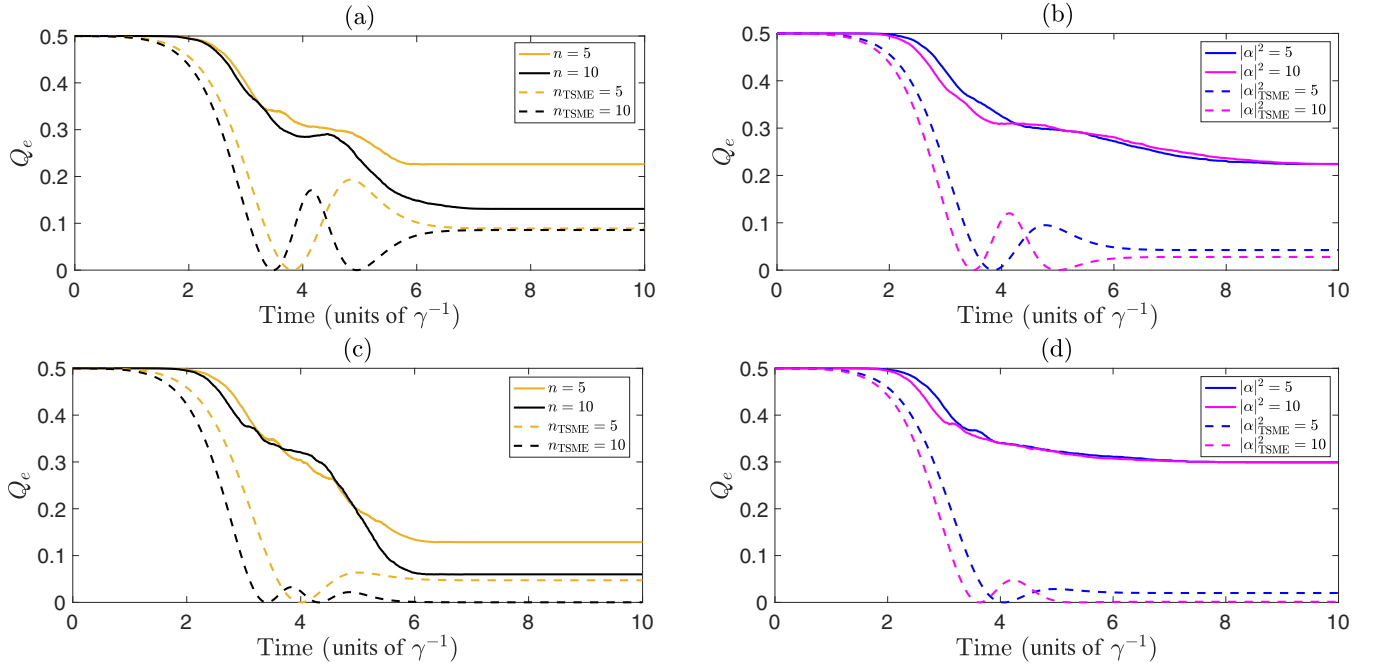 (a)
0.5
0.4
0.3
0.2
0.1
0
Q_e
n = 5
n = 10
n_TSME = 5
n_TSME = 10
0 2 4 6 8 10
Time (units of γ⁻¹)
(b)
0.5
0.4
0.3
0.2
0.1
0
Q_e
|α|² = 5
|α|² = 10
|α|²_TSME = 5
|α|²_TSME = 10
0 2 4 6 8 10
Time (units of γ⁻¹)
(c)
0.5
0.4
0.3
0.2
0.1
0
Q_e
n = 5
n = 10
n_TSME = 5
n_TSME = 10
0 2 4 6 8 10
Time (units of γ⁻¹)
(d)
0.5
0.4
0.3
0.2
0.1
0
Q_e
|α|² = 5
|α|² = 10
|α|²_TSME = 5
|α|²_TSME = 10
0 2 4 6 8 10
Time (units of γ⁻¹)